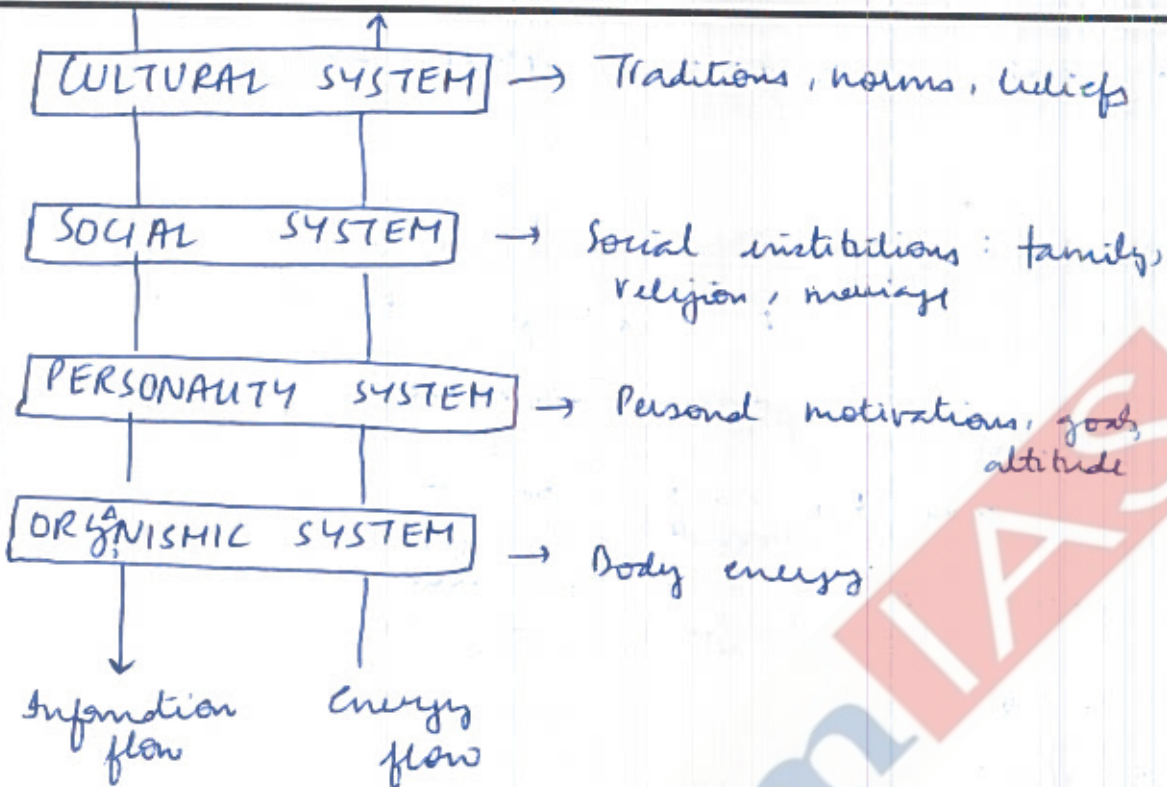 CULTURAL SYSTEM → Traditions, norms, beliefs
SOCIAL SYSTEM → Social institutions : family,
religion, marriage
PERSONALITY SYSTEM → Personal motivations, goals,
attitude
ORGANISMIC SYSTEM → Body energy
Information flow
Energy flow
mIAS